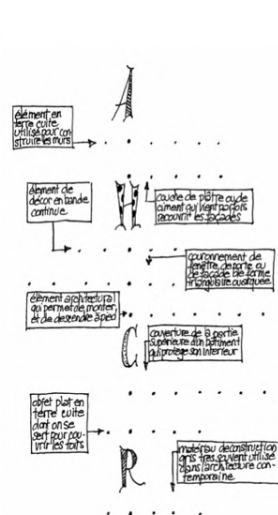 A
élément en
terre cuite
utilisé pour con-
struire les murs
élément de
décor en bande
continue.
H
couche de plâtre ou de
ciment qui vient parfois
recouvrir les façades
couronnement de
fenêtre, de porte ou
de façade de forme
triangulaire ou arquée.
élément architectural
qui permet de monter
et de descendre à pied
C
couverture de la partie
supérieure d'un bâtiment
qui protège son intérieur
objet plat en
terre cuite
dont on se
sert pour cou-
vrir les toits
R
matériau de construction
gris très souvent utilisé
dans l'architecture con-
temporaine.